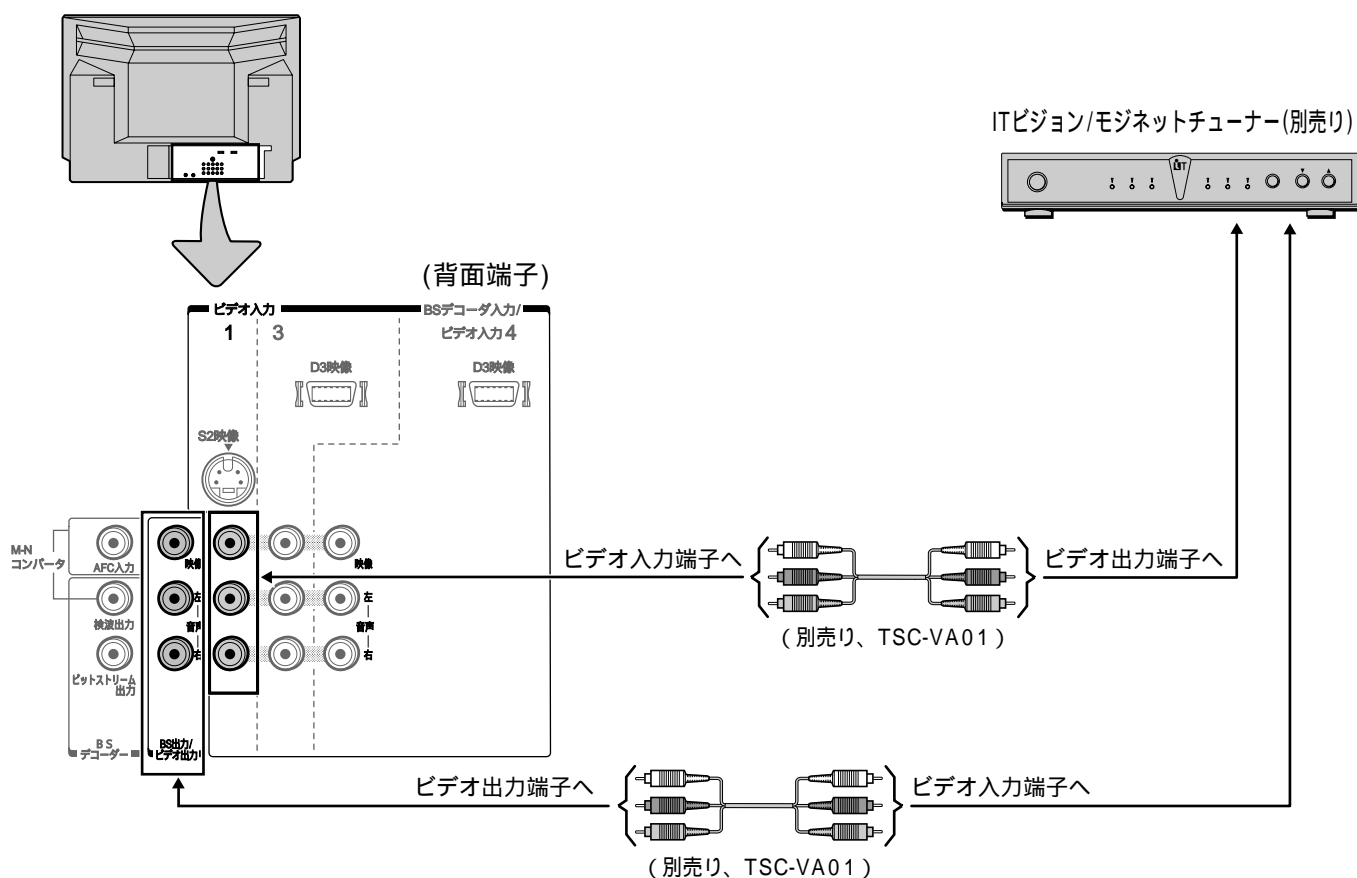 ITビジョン/モジネットチューナー(別売り)
iT
(背面端子)
ビデオ入力
BSデコーダ入力/
1
3
ビデオ入力4
D3映像
D3映像
S2映像
M-N
コンバータ
AFC入力
映像
映像
検波出力
左
音声
右
左
音声
右
ビットストリーム
出力
BS
デコーダー
BS出力/
ビデオ出力
ビデオ入力端子へ
ビデオ出力端子へ
(別売り、TSC-VA01)
ビデオ出力端子へ
ビデオ入力端子へ
(別売り、TSC-VA01)